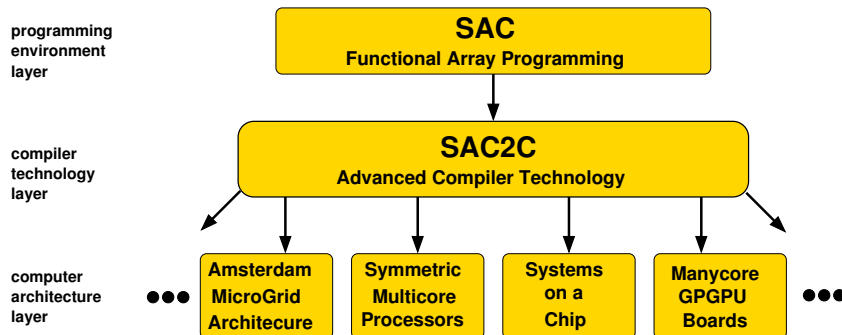 programming
environment
layer
SAC
Functional Array Programming
compiler
technology
layer
SAC2C
Advanced Compiler Technology
computer
architecture
layer
Amsterdam
MicroGrid
Architecure
Symmetric
Multicore
Processors
Systems
on a
Chip
Manycore
GPGPU
Boards